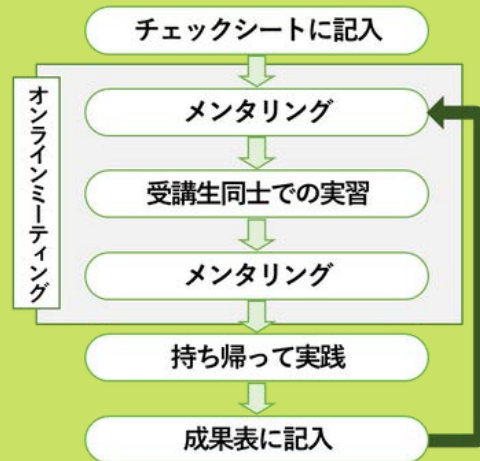 チェックシートに記入
オンラインミーティング
メンタリング
受講生同士での実習
メンタリング
持ち帰って実践
成果表に記入